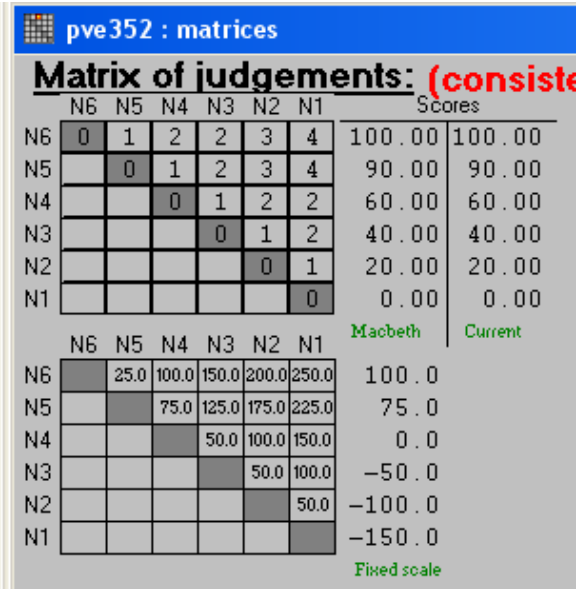 pve352 : matrices
Matrix of judgements: (consiste
N6 N5 N4 N3 N2 N1 Scores
N6 0 1 2 2 3 4 100.00 100.00
N5 0 1 2 3 4 90.00 90.00
N4 0 1 2 2 60.00 60.00
N3 0 1 2 40.00 40.00
N2 0 1 20.00 20.00
N1 0 0.00 0.00
Macbeth Current
N6 N5 N4 N3 N2 N1
N6 25.0 100.0 150.0 200.0 250.0 100.0
N5 75.0 125.0 175.0 225.0 75.0
N4 50.0 100.0 150.0 0.0
N3 50.0 100.0 -50.0
N2 50.0 -100.0
N1 -150.0
Fixed scale